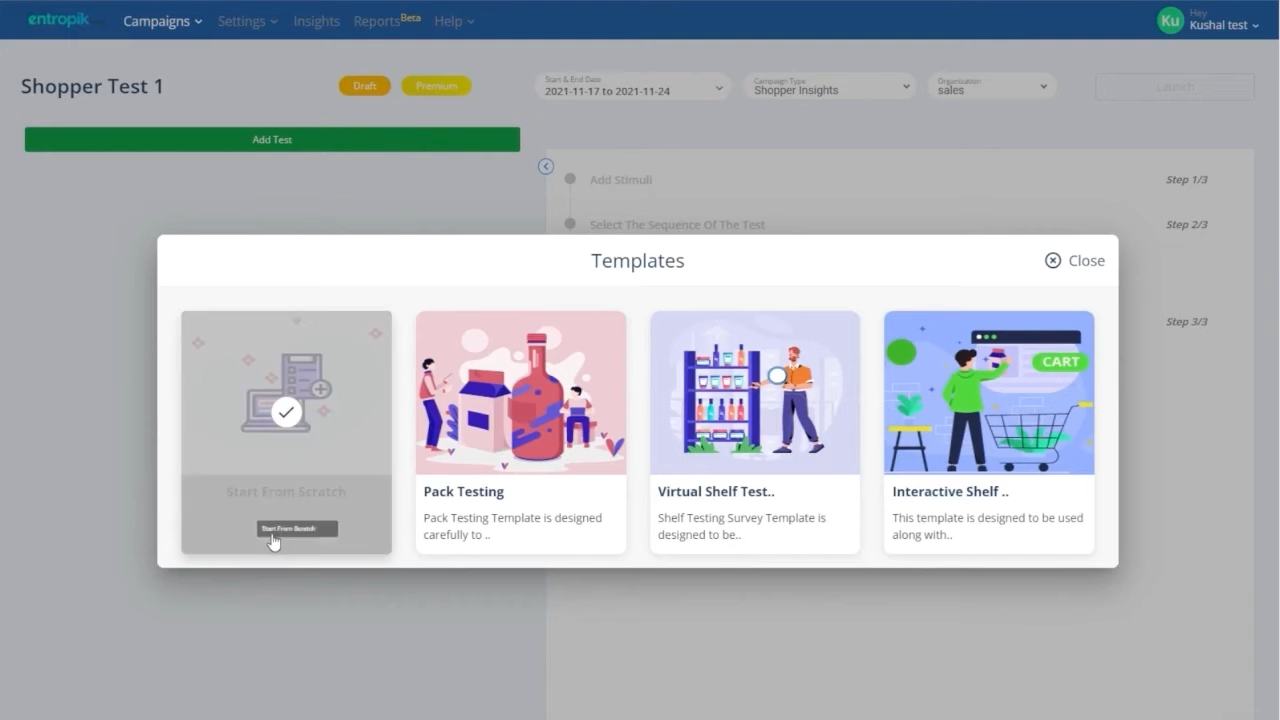 entropik
Campaigns
Settings
Insights
Reports Beta
Help
Ku
Hey
Kushal test
Shopper Test 1
Draft
Premium
Start & End Date
2021-11-17 to 2021-11-24
Campaign Type
Shopper Insights
Organization
sales
Launch
Add Test
Add Stimuli
Step 1/3
Select The Sequence Of The Test
Step 2/3
Step 3/3
Templates
Close
CART
Start From Scratch
Start From Scratch
Pack Testing
Pack Testing Template is designed
carefully to ..
Virtual Shelf Test..
Shelf Testing Survey Template is
designed to be..
Interactive Shelf ..
This template is designed to be used
along with..